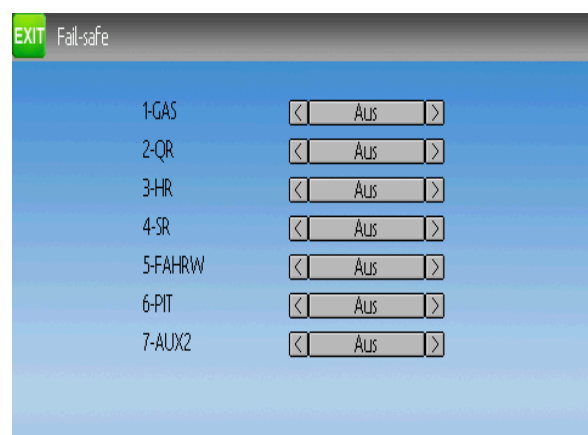 EXIT Fail-safe
1-GAS < Aus >
2-QR < Aus >
3-HR < Aus >
4-SR < Aus >
5-FAHRW < Aus >
6-PIT < Aus >
7-AUX2 < Aus >